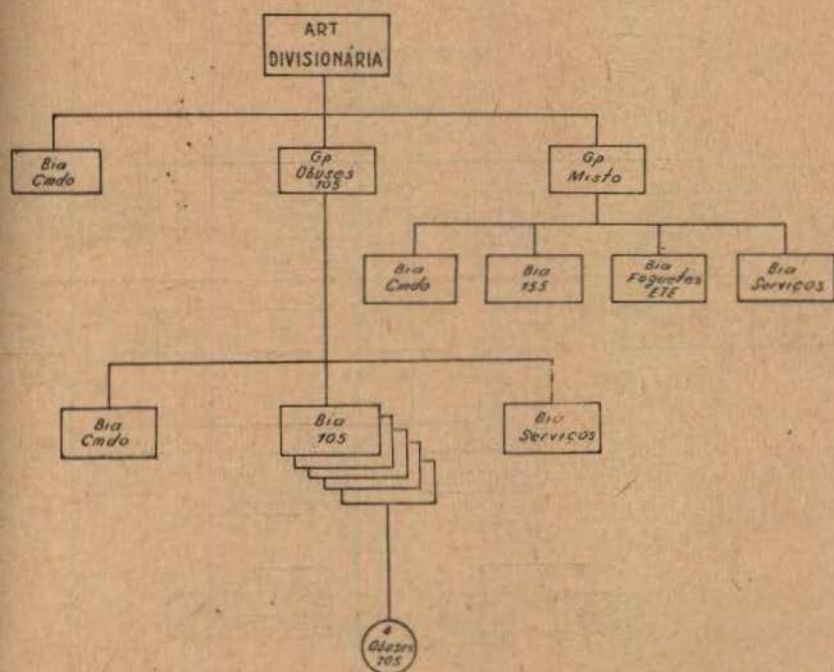 ART
DIVISIONÁRIA
Bia
Cmdo
Gp
Obuses
105
Gp
Misto
Bia
Cmdo
Bia
155
Bia
Foguetes
ETE
Bia
Serviços
Bia
Cmdo
Bia
105
Bia
Serviços
4
Obuses
105